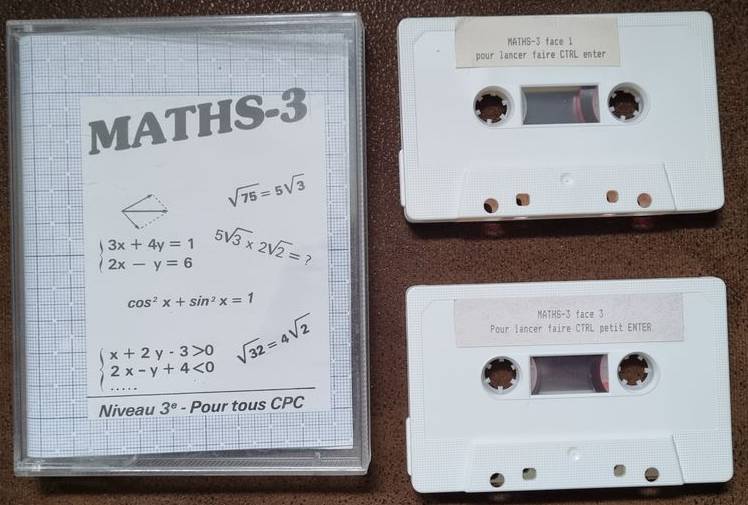 MATHS-3
√75 = 5√3
3x + 4y = 1
2x - y = 6
5√3 x 2√2 = ?
cos² x + sin² x = 1
x + 2 y - 3 >0
2 x - y + 4 <0
.....
√32 = 4√2
Niveau 3e - Pour tous CPC
MATHS-3 face 1
pour lancer faire CTRL enter
MATHS-3 face 3
Pour lancer faire CTRL petit ENTER